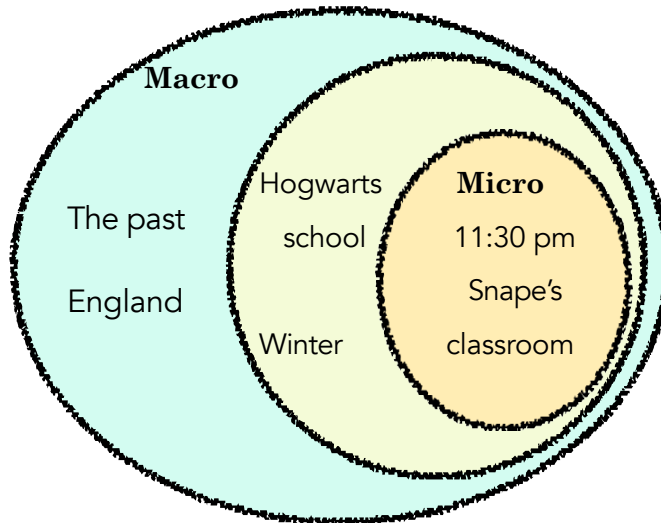 Macro
The past
England
Hogwarts
school
Winter
Micro
11:30 pm
Snape’s
classroom